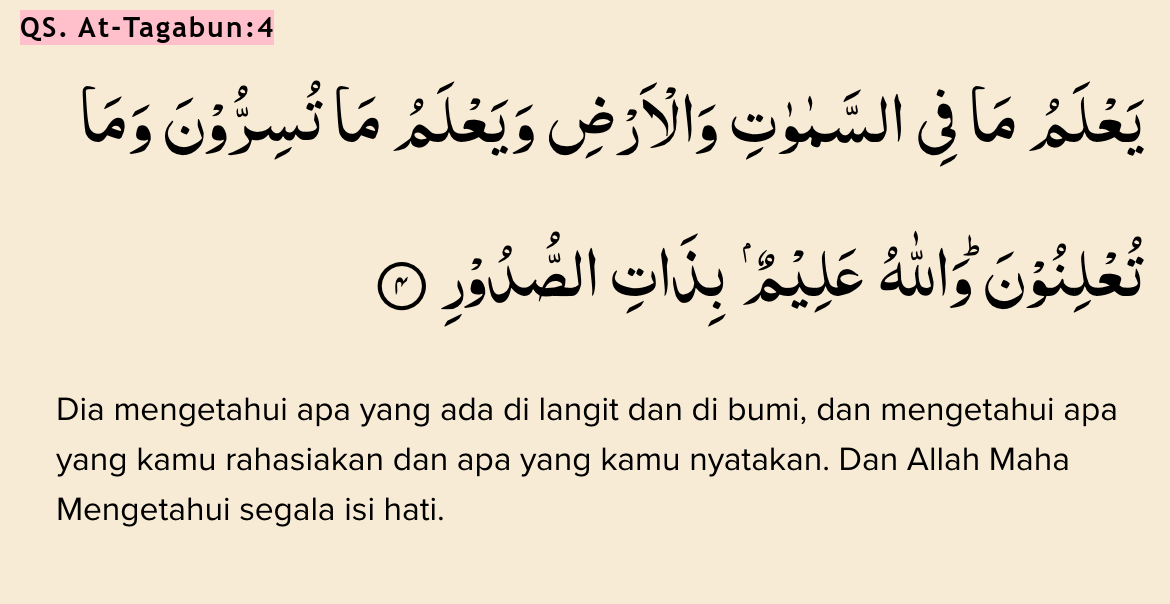 QS. At-Tagabun:4
يَعْلَمُ مَا فِى السَّمٰوٰتِ وَالْاَرْضِ وَيَعْلَمُ مَا تُسِرُّوْنَ وَمَا
تُعْلِنُوْنَ ۗوَاللّٰهُ عَلِيْمٌ ۢ بِذَاتِ الصُّدُوْرِ ۴
Dia mengetahui apa yang ada di langit dan di bumi, dan mengetahui apa
yang kamu rahasiakan dan apa yang kamu nyatakan. Dan Allah Maha
Mengetahui segala isi hati.